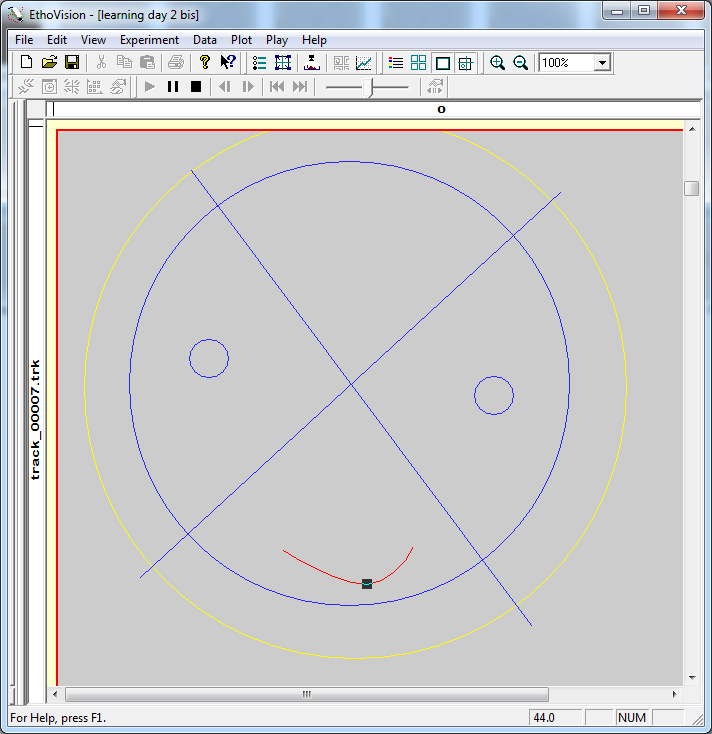 EthoVision - [learning day 2 bis]
File Edit View Experiment Data Plot Play Help
100%
o
track_00007.trk
For Help, press F1.
44.0
NUM